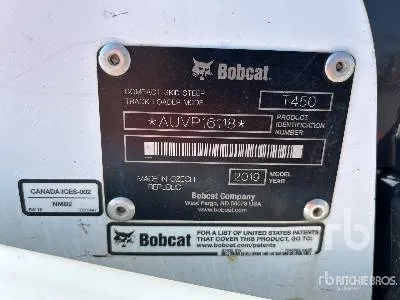 Bobcat
COMPACT SKID STEER
TRACK LOADER MODEL
T450
*AUVP16118*
PRODUCT
IDENTIFICATION
NUMBER
MADE IN CZECH
REPUBLIC
2019
MODEL
YEAR
Bobcat Company
West Fargo, ND 58078 USA
www.bobcat.com
CANADA ICES-002
NMB2
Bobcat
FOR A LIST OF UNITED STATES PATENTS
THAT COVER THIS PRODUCT, GO TO:
www.bobcat.com/patents
rb
RITCHIE BROS.